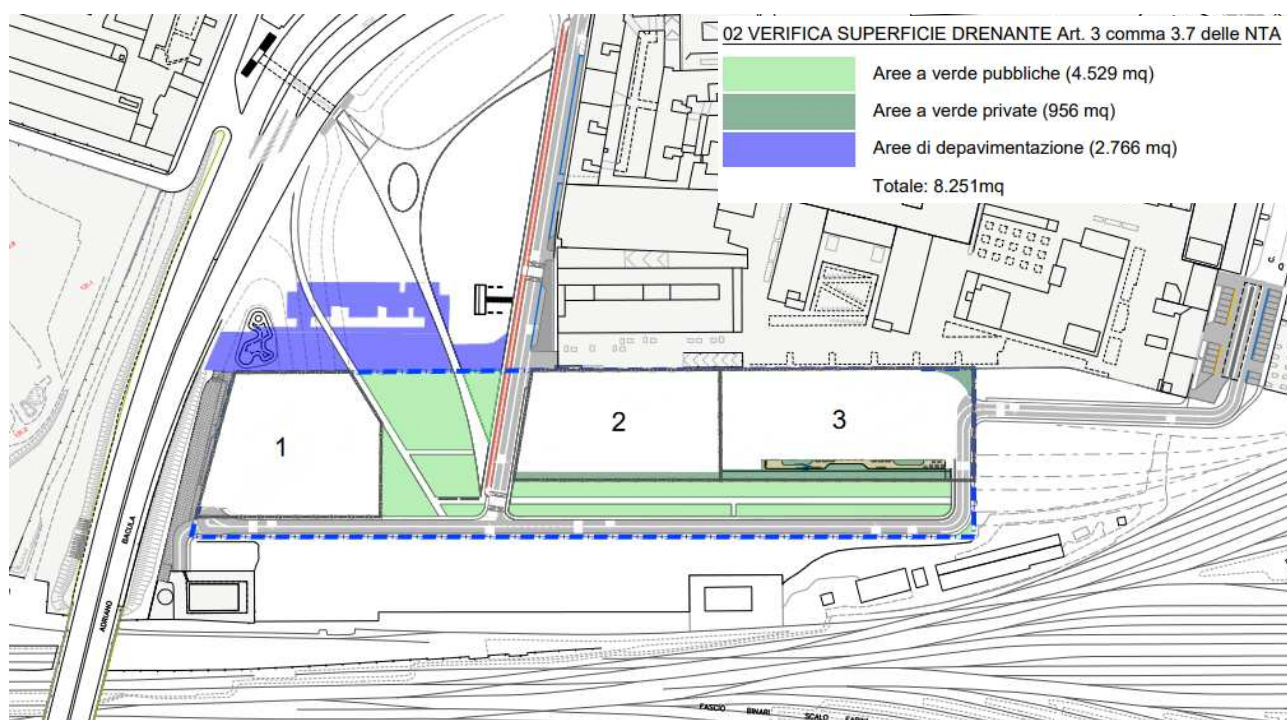 02 VERIFICA SUPERFICIE DRENANTE Art. 3 comma 3.7 delle NTA
Aree a verde pubbliche (4.529 mq)
Aree a verde private (956 mq)
Aree di depavimentazione (2.766 mq)
Totale: 8.251mq
1
2
3
BACULA
ADRIANO
FASCIO
BINARI
SCALO